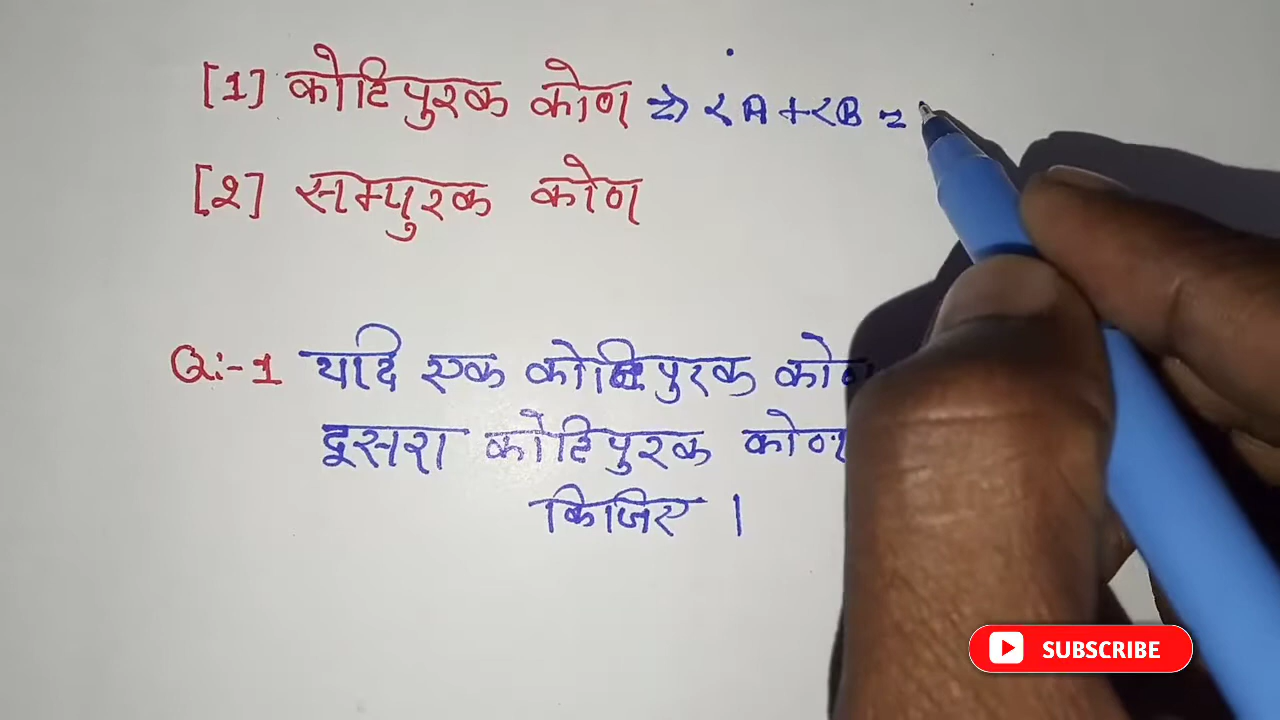 [1] कोटिपुरक कोण => ∠A + ∠B =
[2] सम्पुरक कोण
Q:-1 यदि एक कोटिपुरक कोण
दूसरा कोटिपुरक कोण
किजिए ।
SUBSCRIBE